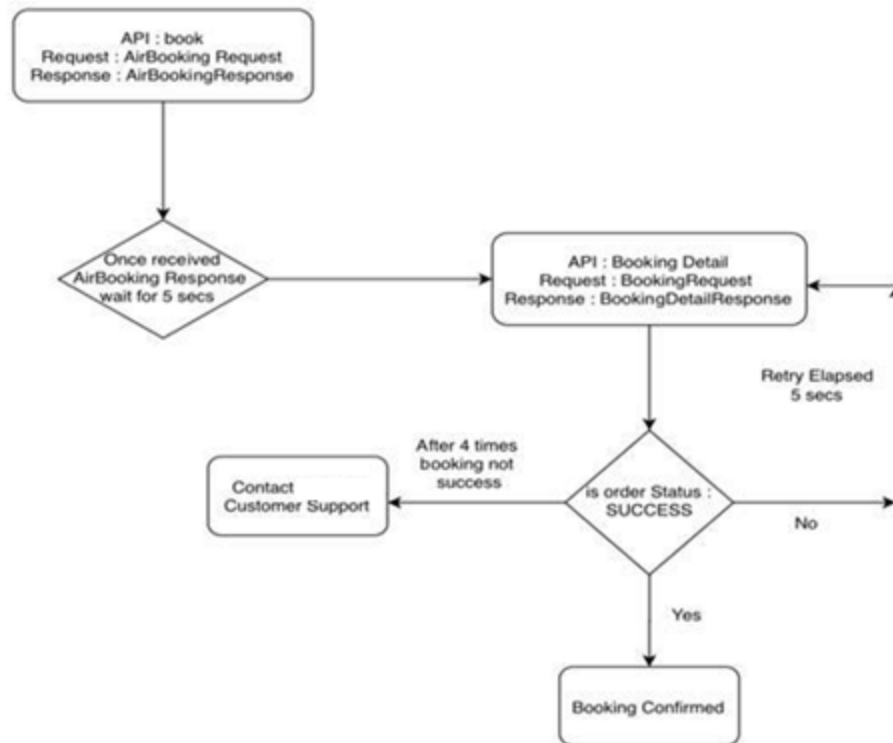 API : book
Request : AirBooking Request
Response : AirBookingResponse
Once received
AirBooking Response
wait for 5 secs
API : Booking Detail
Request : BookingRequest
Response : BookingDetailResponse
Retry Elapsed
5 secs
After 4 times
booking not
success
Contact
Customer Support
is order Status :
SUCCESS
No
Yes
Booking Confirmed